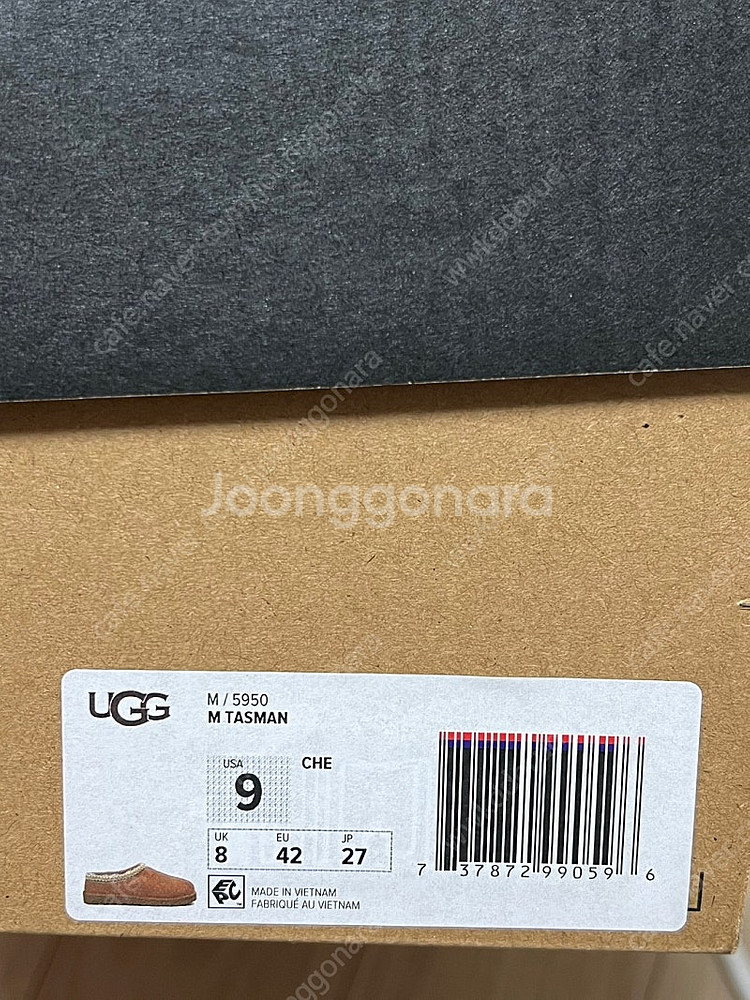 Joonggonara
UGG
M / 5950
M TASMAN
USA
9
CHE
UK EU JP
8 42 27
EPC
MADE IN VIETNAM
FABRIQUÉ AU VIETNAM
7 37872 99059 6